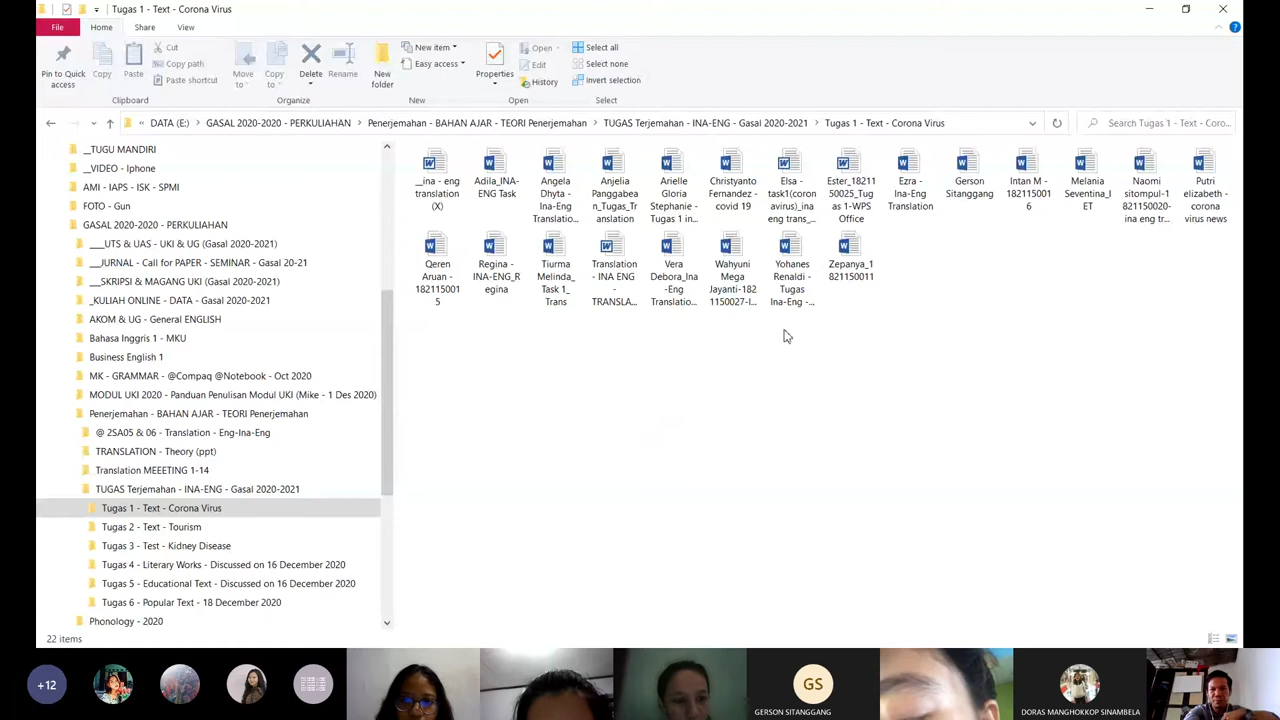 Tugas 1 - Text - Corona Virus
File
Home
Share
View
Pin to Quick
access
Copy
Paste
Cut
Copy path
Paste shortcut
Move
to
Copy
to
Delete
Rename
New
folder
New item
Easy access
Properties
Open
Edit
History
Select all
Select none
Invert selection
Clipboard
Organize
New
Open
Select
« DATA (E:) > GASAL 2020-2020 - PERKULIAHAN > Penerjemahan - BAHAN AJAR - TEORI Penerjemahan > TUGAS Terjemahan - INA-ENG - Gasal 2020-2021 > Tugas 1 - Text - Corona Virus
Search Tugas 1 - Text - Coro...
__TUGU MANDIRI
__VIDEO - Iphone
AMI - IAPS - ISK - SPMI
FOTO - Gun
GASAL 2020-2020 - PERKULIAHAN
___UTS & UAS - UKI & UG (Gasal 2020-2021)
__JURNAL - Call for PAPER - SEMINAR - Gasal 20-21
__SKRIPSI & MAGANG UKI (Gasal 2020-2021)
_KULIAH ONLINE - DATA - Gasal 2020-2021
AKOM & UG - General ENGLISH
Bahasa Inggris 1 - MKU
Business English 1
MK - GRAMMAR - @Compaq @Notebook - Oct 2020
MODUL UKI 2020 - Panduan Penulisan Modul UKI (Mike - 1 Des 2020)
Penerjemahan - BAHAN AJAR - TEORI Penerjemahan
@ 2SA05 & 06 - Translation - Eng-Ina-Eng
TRANSLATION - Theory (ppt)
Translation MEEETING 1-14
TUGAS Terjemahan - INA-ENG - Gasal 2020-2021
Tugas 1 - Text - Corona Virus
Tugas 2 - Text - Tourism
Tugas 3 - Test - Kidney Disease
Tugas 4 - Literary Works - Discussed on 16 December 2020
Tugas 5 - Educational Text - Discussed on 16 December 2020
Tugas 6 - Popular Text - 18 December 2020
Phonology - 2020
__ina - eng
translation
(X)
Adila_INA-
ENG Task
Angela
Dhyta - Ina-Eng
Translatio...
Anjelia
Panggabea
n_Tugas_
Translation
Arielle
Gloria
Stephanie -
Tugas 1 in...
Christyanto
Fernandez -
covid 19
Elsa -
task1(coron
avirus)_ina
eng trans_...
Ester_18211
50025_Tuga
s 1-WPS
Office
Ezra -
Ina-Eng
Translation
Gerson
Sitanggang
Intan M -
182115001
6
Melania
Seventina_I
ET
Naomi
sitompul-1
821150020-
ina eng tr...
Putri
elizabeth -
corona
virus news
Qeren
Aruan -
182115001
5
Regina -
INA-ENG_R
egina
Tiurma
Melinda_
Task 1_
Trans
Translation
- INA ENG
- TRANSLA...
Vera
Debora_Ina
-Eng
Translatio...
Wahyuni
Mega
Jayanti-182
1150027-I...
Yohanes
Renaldi -
Tugas
Ina-Eng -...
Zepanya_1
821150011
22 items
+12
GS
GERSON SITANGGANG
DORAS MANGHOKKOP SINAMBELA